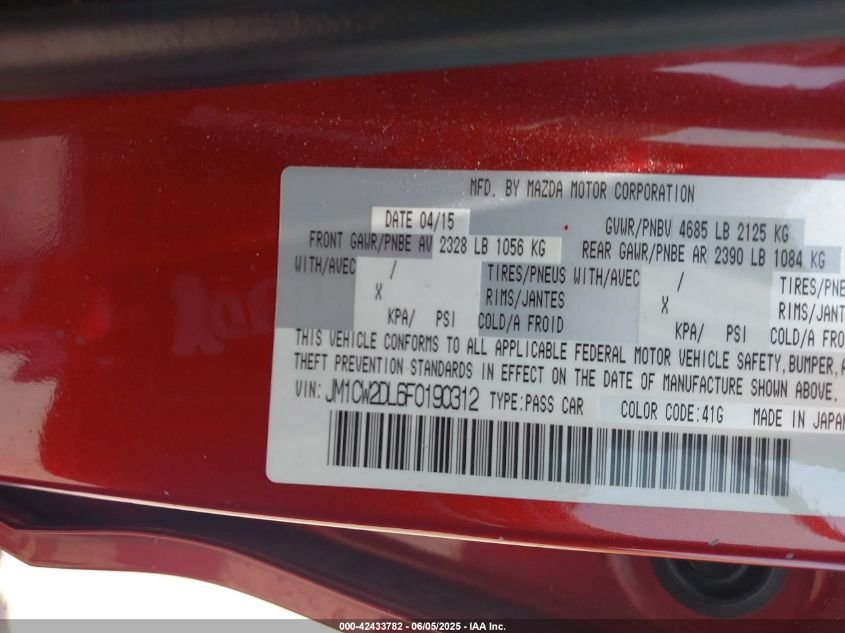 MFD. BY MAZDA MOTOR CORPORATION
DATE 04/15 GVWR/PNBV 4685 LB 2125 KG
FRONT GAWR/PNBE AV 2328 LB 1056 KG REAR GAWR/PNBE AR 2390 LB 1084 KG
WITH/AVEC / TIRES/PNEUS WITH/AVEC / TIRES/PNE
X RIMS/JANTES X RIMS/JAN
KPA/ PSI COLD/A FROID KPA/ PSI COLD/A FRO
THIS VEHICLE CONFORMS TO ALL APPLICABLE FEDERAL MOTOR VEHICLE SAFETY, BUMPER, A
THEFT PREVENTION STANDARDS IN EFFECT ON THE DATE OF MANUFACTURE SHOWN ABOVE.
VIN: JM1CW2DL6F0190312 TYPE:PASS CAR COLOR CODE:41G MADE IN JAPAN
000-42433782 - 06/05/2025 - IAA Inc.